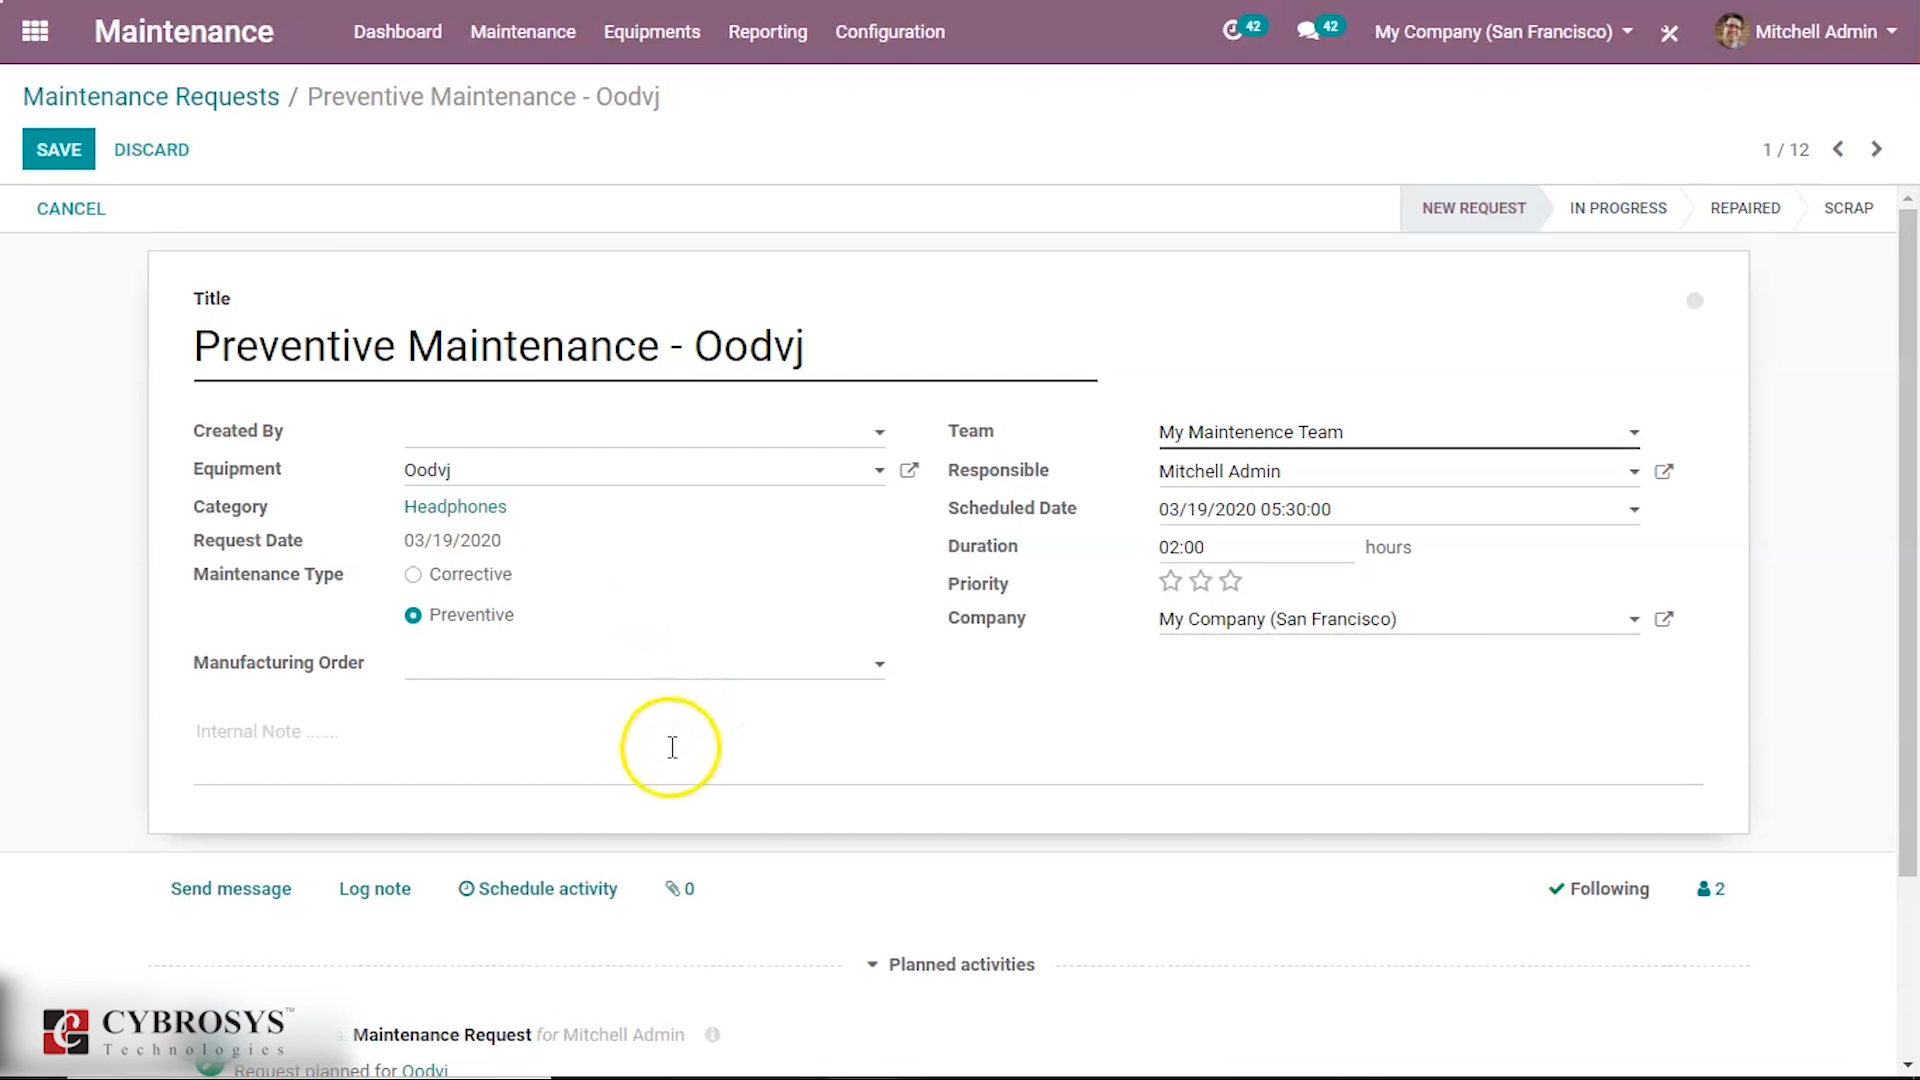 Maintenance Dashboard Maintenance Equipments Reporting Configuration 42 42 My Company (San Francisco) Mitchell Admin
Maintenance Requests / Preventive Maintenance - Oodvj
SAVE DISCARD 1 / 12
CANCEL NEW REQUEST IN PROGRESS REPAIRED SCRAP
Title
Preventive Maintenance - Oodvj
Created By
Equipment Oodvj
Category Headphones
Request Date 03/19/2020
Maintenance Type Corrective
Preventive
Manufacturing Order
Team My Maintenence Team
Responsible Mitchell Admin
Scheduled Date 03/19/2020 05:30:00
Duration 02:00 hours
Priority
Company My Company (San Francisco)
Internal Note .......
Send message Log note Schedule activity 0 Following 2
Planned activities
Maintenance Request for Mitchell Admin
Request planned for Oodvj
CYBROSYS™
Technologies